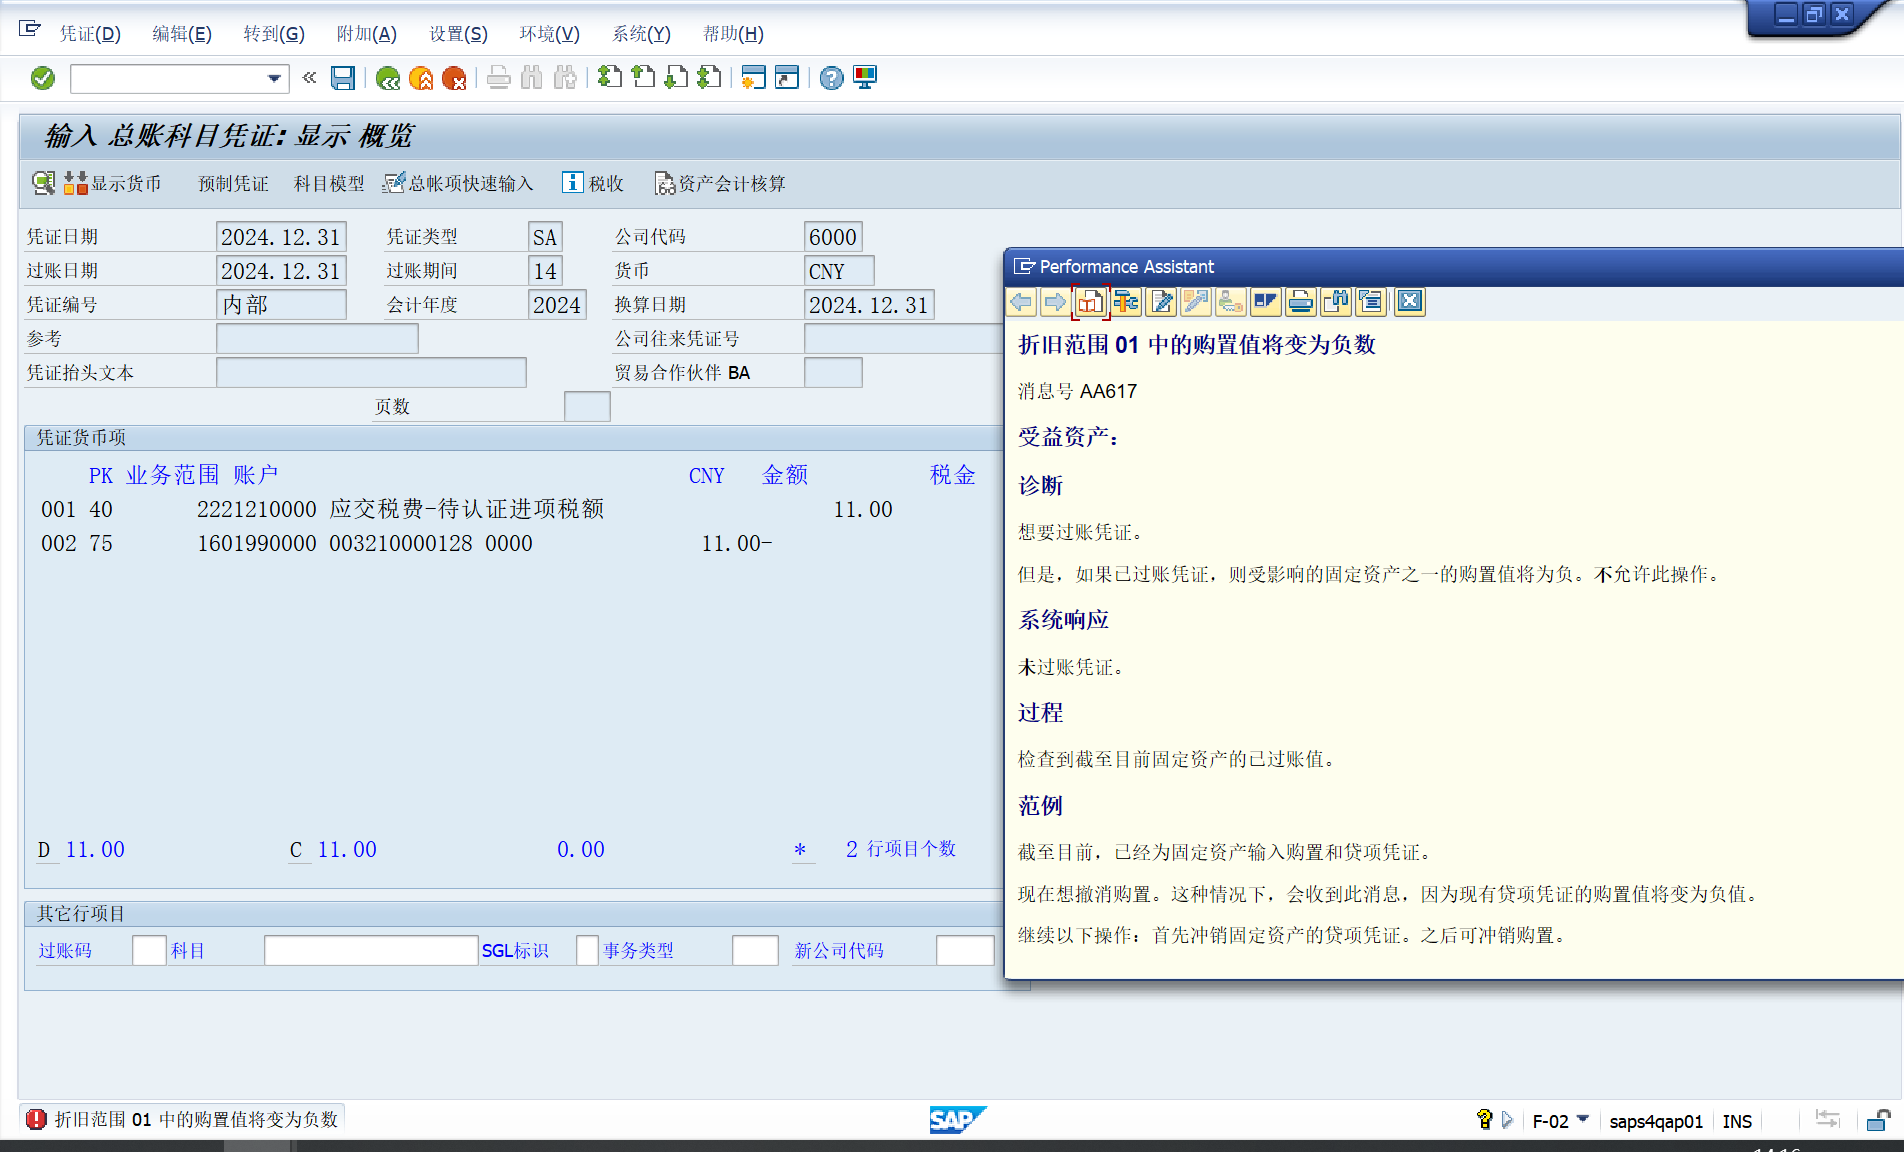 凭证(D) 编辑(E) 转到(G) 附加(A) 设置(S) 环境(V) 系统(Y) 帮助(H)
输入 总账科目凭证: 显示 概览
显示货币 预制凭证 科目模型 总帐项快速输入 税收 资产会计核算
凭证日期 2024.12.31 凭证类型 SA 公司代码 6000
过账日期 2024.12.31 过账期间 14 货币 CNY
凭证编号 内部 会计年度 2024 换算日期 2024.12.31
参考 公司往来凭证号
凭证抬头文本 贸易合作伙伴 BA
页数
凭证货币项
PK 业务范围 账户 CNY 金额 税金
001 40 2221210000 应交税费-待认证进项税额 11.00
002 75 1601990000 003210000128 0000 11.00-
D 11.00 C 11.00 0.00 * 2 行项目个数
其它行项目
过账码 科目 SGL标识 事务类型 新公司代码
Performance Assistant
折旧范围 01 中的购置值将变为负数
消息号 AA617
受益资产：
诊断
想要过账凭证。
但是，如果已过账凭证，则受影响的固定资产之一的购置值将为负。不允许此操作。
系统响应
未过账凭证。
过程
检查到截至目前固定资产的已过账值。
范例
截至目前，已经为固定资产输入购置和贷项凭证。
现在想撤消购置。这种情况下，会收到此消息，因为现有贷项凭证的购置值将变为负值。
继续以下操作：首先冲销固定资产的贷项凭证。之后可冲销购置。
折旧范围 01 中的购置值将变为负数
SAP
F-02 saps4qap01 INS